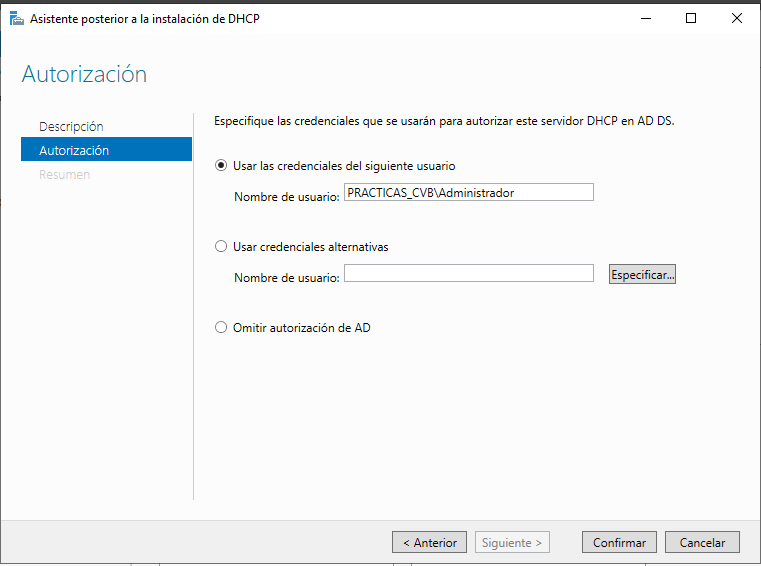 Asistente posterior a la instalación de DHCP
Autorización
Descripción
Autorización
Resumen
Especifique las credenciales que se usarán para autorizar este servidor DHCP en AD DS.
Usar las credenciales del siguiente usuario
Nombre de usuario: PRACTICAS_CVB\Administrador
Usar credenciales alternativas
Nombre de usuario: Especificar...
Omitir autorización de AD
< Anterior Siguiente > Confirmar Cancelar